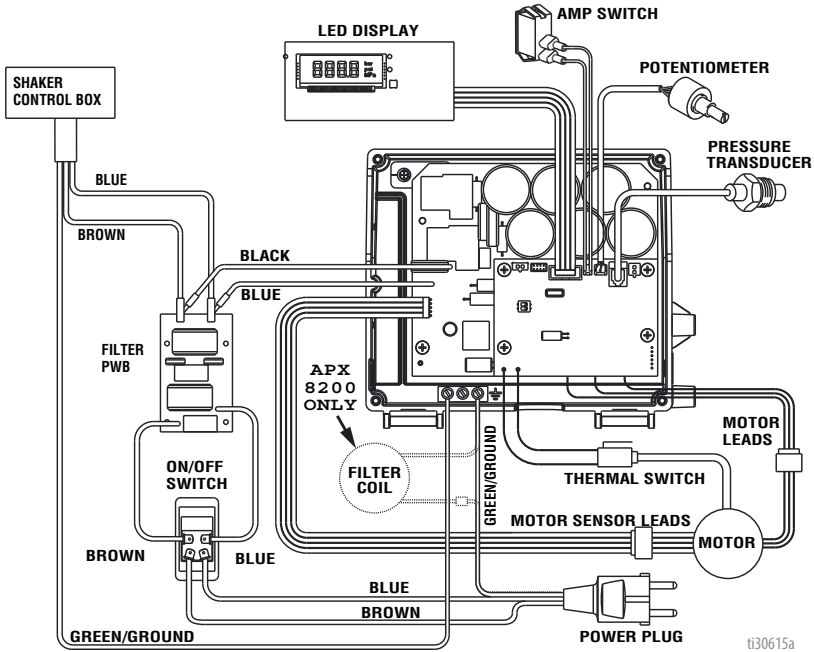 AMP SWITCH
LED DISPLAY
SHAKER
CONTROL BOX
POTENTIOMETER
PRESSURE
TRANSDUCER
BLUE
BROWN
BLACK
BLUE
FILTER
PWB
APX
8200
ONLY
MOTOR
LEADS
ON/OFF
SWITCH
FILTER
COIL
GREEN/GROUND
THERMAL SWITCH
MOTOR SENSOR LEADS
MOTOR
BROWN
BLUE
BLUE
BROWN
GREEN/GROUND
POWER PLUG
ti30615a